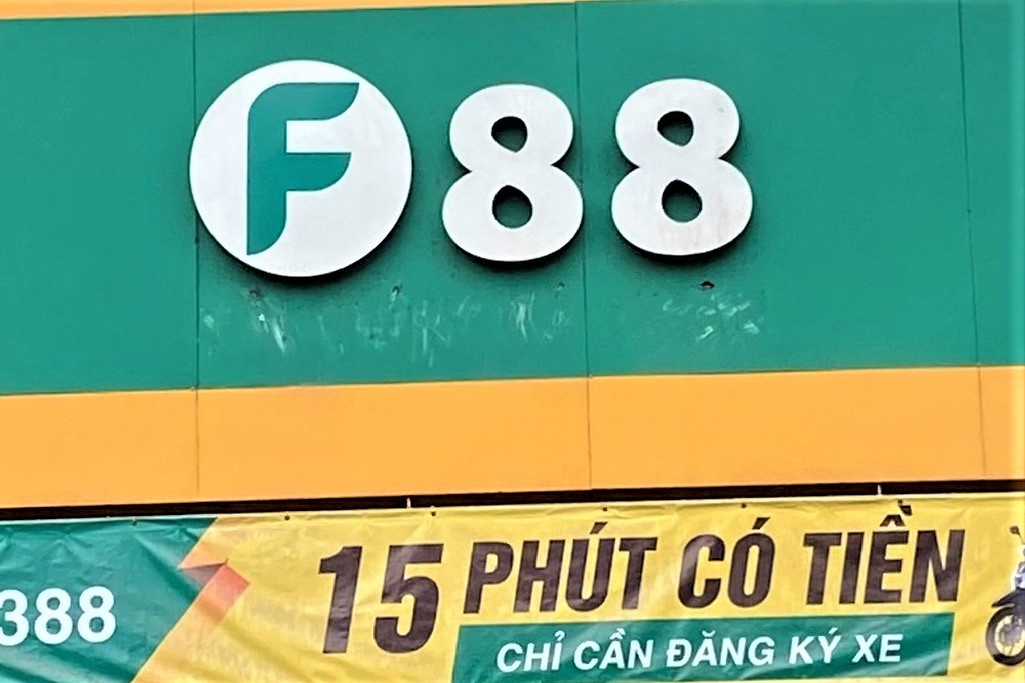 F88
388
15 PHÚT CÓ TIỀN
CHỈ CẦN ĐĂNG KÝ XE